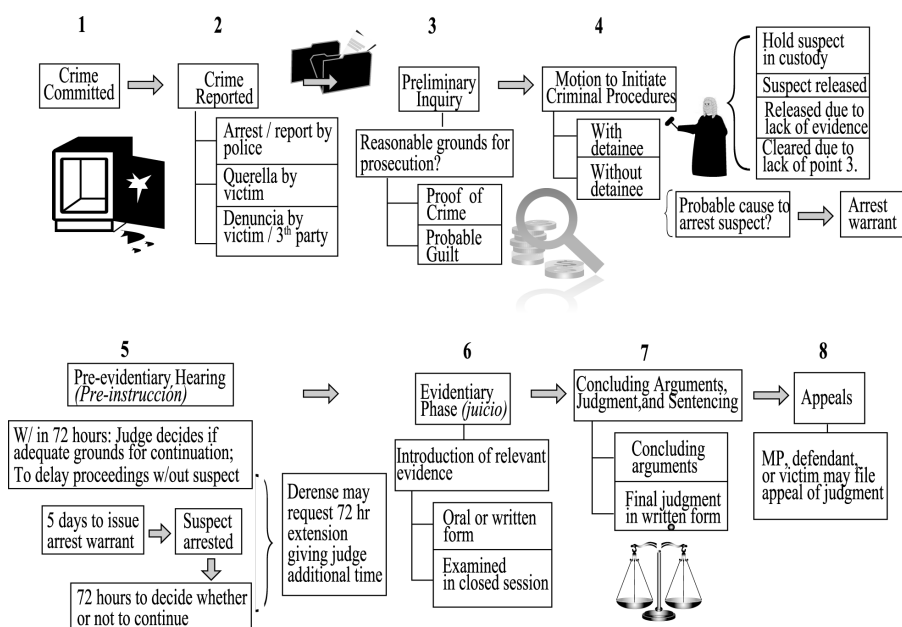 1
Crime
Committed
2
Crime
Reported
Arrest / report by
police
Querella by
victim
Denuncia by
victim / 3th party
3
Preliminary
Inquiry
Reasonable grounds for
prosecution?
Proof of
Crime
Probable
Guilt
4
Motion to Initiate
Criminal Procedures
With
detainee
Without
detainee
Hold suspect
in custody
Suspect released
Released due to
lack of evidence
Cleared due to
lack of point 3.
Probable cause to
arrest suspect?
Arrest
warrant
5
Pre-evidentiary Hearing
(Pre-instrucción)
W/ in 72 hours: Judge decides if
adequate grounds for continuation;
To delay proceedings w/out suspect
5 days to issue
arrest warrant
Suspect
arrested
72 hours to decide whether
or not to continue
Derense may
request 72 hr
extension
giving judge
additional time
6
Evidentiary
Phase (juicio)
Introduction of relevant
evidence
Oral or written
form
Examined
in closed session
7
Concluding Arguments,
Judgment,and Sentencing
Concluding
arguments
Final judgment
in written form
8
Appeals
MP, defendant,
or victim may file
appeal of judgment